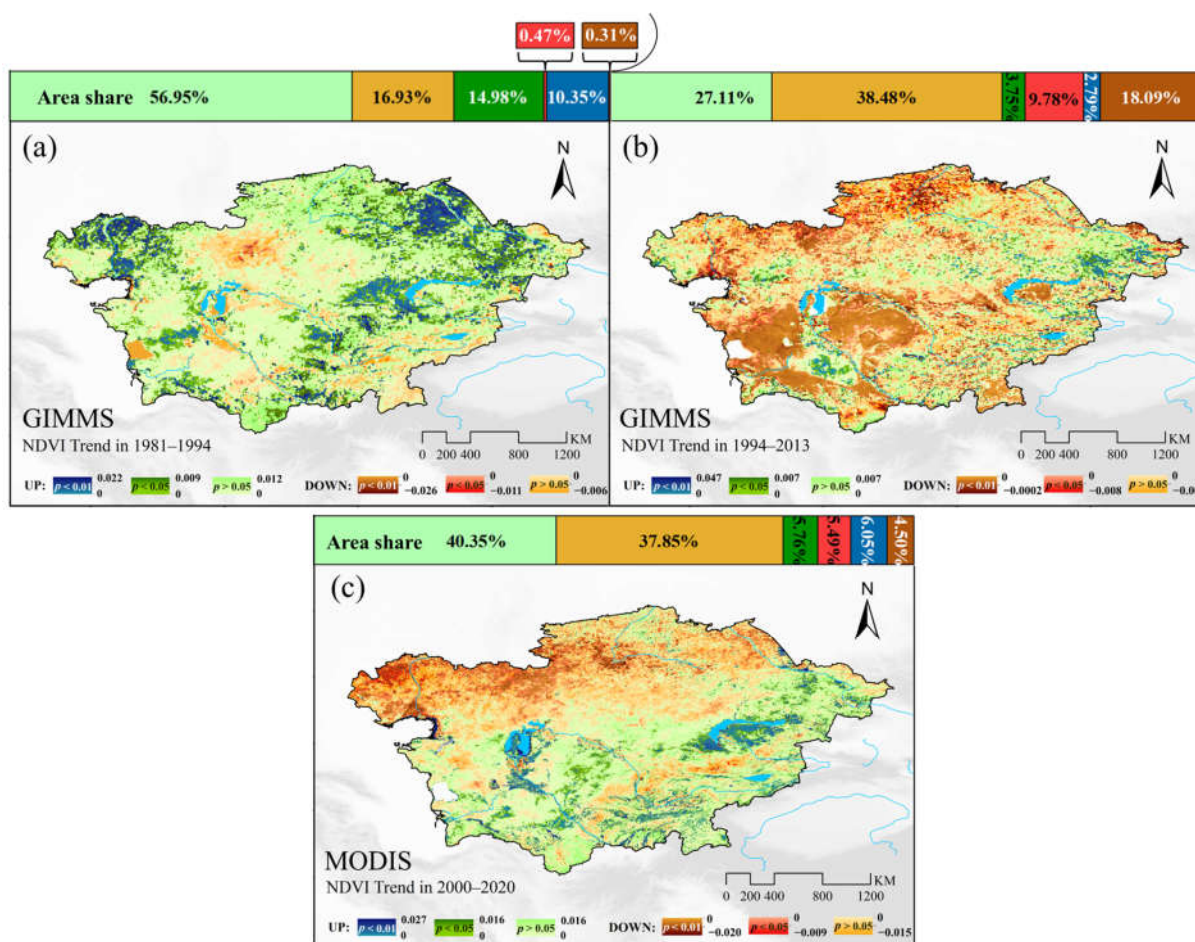 0.47% 0.31%
Area share 56.95% 16.93% 14.98% 10.35% 27.11% 38.48% 3.75% 9.78% 2.79% 18.09%
(a) N (b) N
GIMMS GIMMS
NDVI Trend in 1981–1994 NDVI Trend in 1994–2013
KM KM
0 200 400 800 1200 0 200 400 800 1200
UP: p < 0.01 0.022 0 p < 0.05 0.009 0 p > 0.05 0.012 0 DOWN: p < 0.01 0 −0.026 p < 0.05 0 −0.011 p > 0.05 0 −0.006
UP: p < 0.01 0.047 0 p < 0.05 0.007 0 p > 0.05 0.007 0 DOWN: p < 0.01 0 −0.0002 p < 0.05 0 −0.008 p > 0.05 0
Area share 40.35% 37.85% 5.76% 5.49% 6.05% 4.50%
(c) N
MODIS
NDVI Trend in 2000–2020
KM
0 200 400 800 1200
UP: p < 0.01 0.027 0 p < 0.05 0.016 0 p > 0.05 0.016 0 DOWN: p < 0.01 0 −0.020 p < 0.05 0 −0.009 p > 0.05 0 −0.015